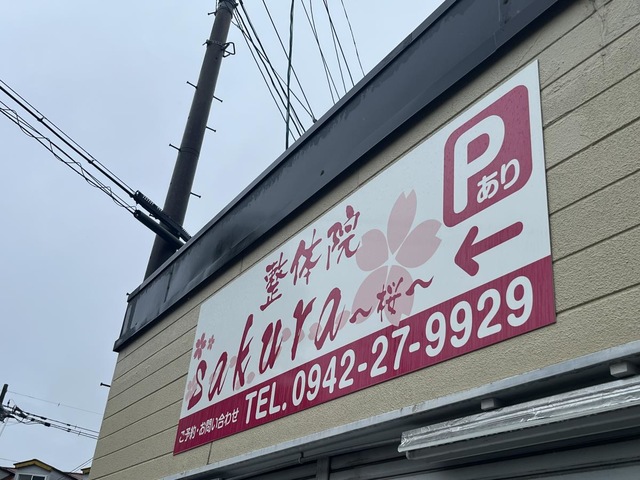 整体院
sakura
～桜～
P
あり
ご予約・お問い合わせ
TEL. 0942-27-9929